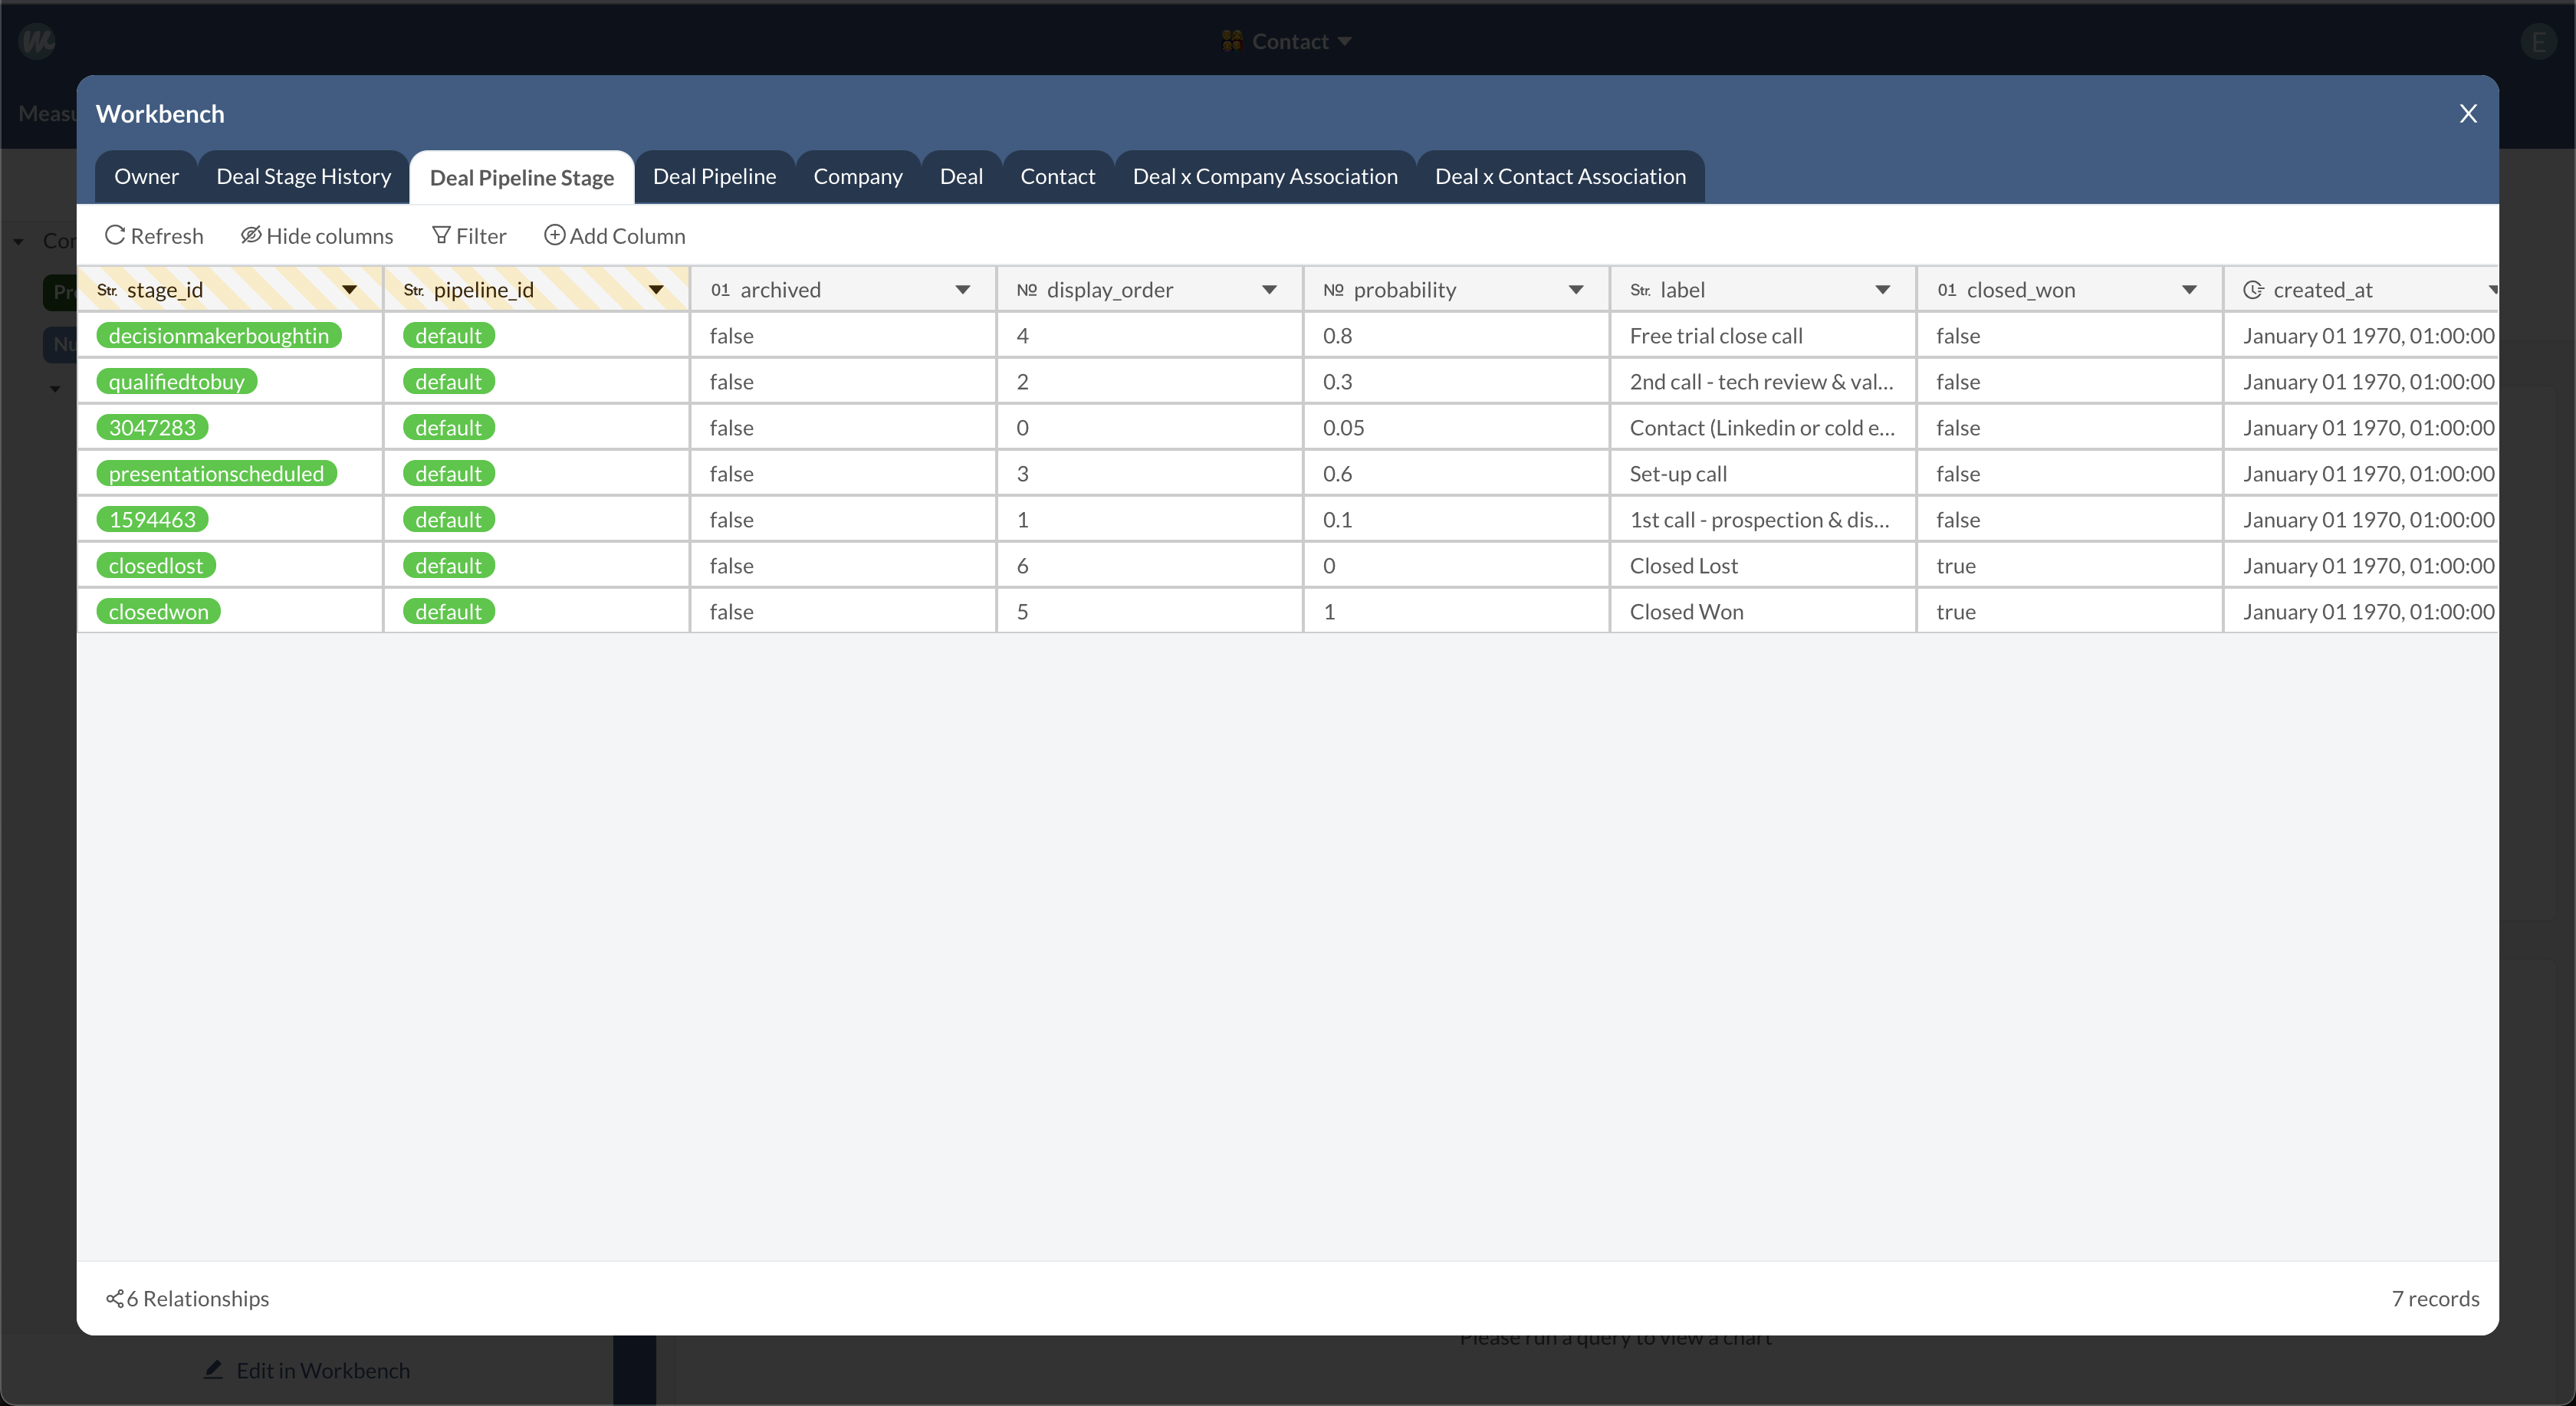 Contact
E
Measu
Workbench
X
Owner Deal Stage History Deal Pipeline Stage Deal Pipeline Company Deal Contact Deal x Company Association Deal x Contact Association
Refresh Hide columns Filter Add Column
Str. stage_id Str. pipeline_id 01 archived Nº display_order Nº probability Str. label 01 closed_won created_at
decisionmakerboughtin default false 4 0.8 Free trial close call false January 01 1970, 01:00:00
qualifiedtobuy default false 2 0.3 2nd call - tech review & val... false January 01 1970, 01:00:00
3047283 default false 0 0.05 Contact (Linkedin or cold e... false January 01 1970, 01:00:00
presentationscheduled default false 3 0.6 Set-up call false January 01 1970, 01:00:00
1594463 default false 1 0.1 1st call - prospection & dis... false January 01 1970, 01:00:00
closedlost default false 6 0 Closed Lost true January 01 1970, 01:00:00
closedwon default false 5 1 Closed Won true January 01 1970, 01:00:00
6 Relationships 7 records
Please run a query to view a chart
Edit in Workbench